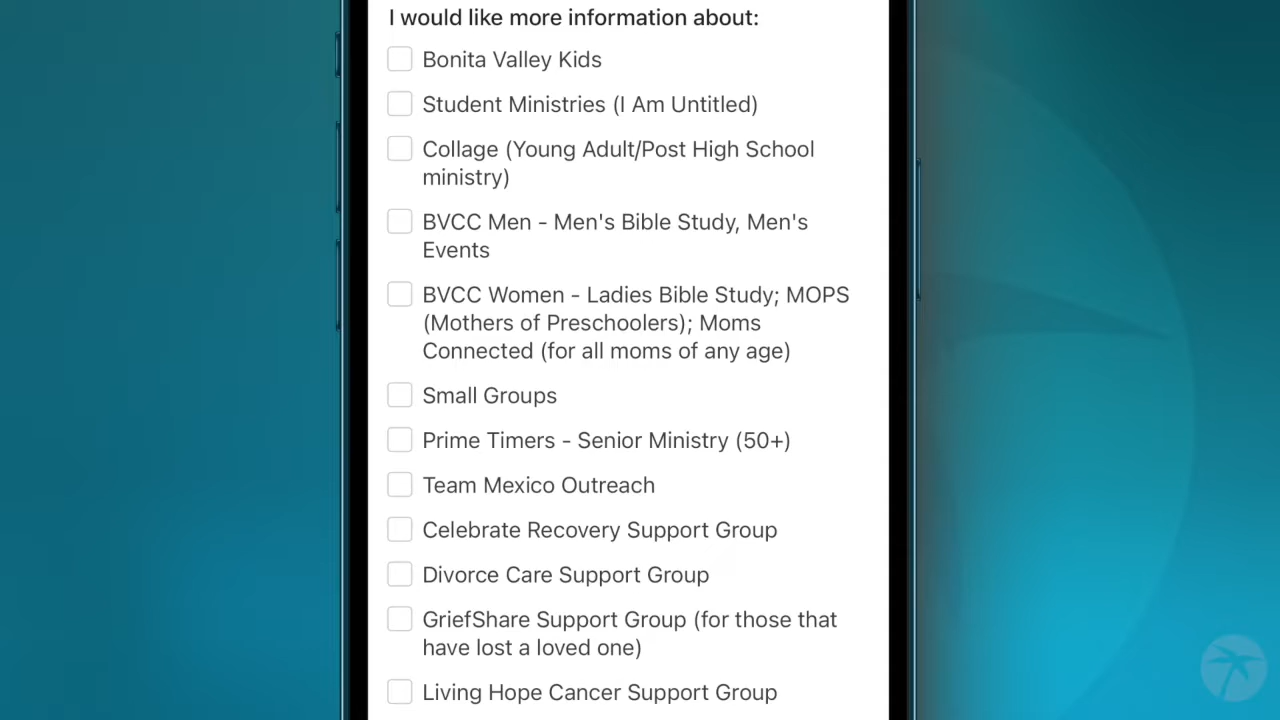 I would like more information about:
Bonita Valley Kids
Student Ministries (I Am Untitled)
Collage (Young Adult/Post High School
ministry)
BVCC Men - Men's Bible Study, Men's
Events
BVCC Women - Ladies Bible Study; MOPS
(Mothers of Preschoolers); Moms
Connected (for all moms of any age)
Small Groups
Prime Timers - Senior Ministry (50+)
Team Mexico Outreach
Celebrate Recovery Support Group
Divorce Care Support Group
GriefShare Support Group (for those that
have lost a loved one)
Living Hope Cancer Support Group